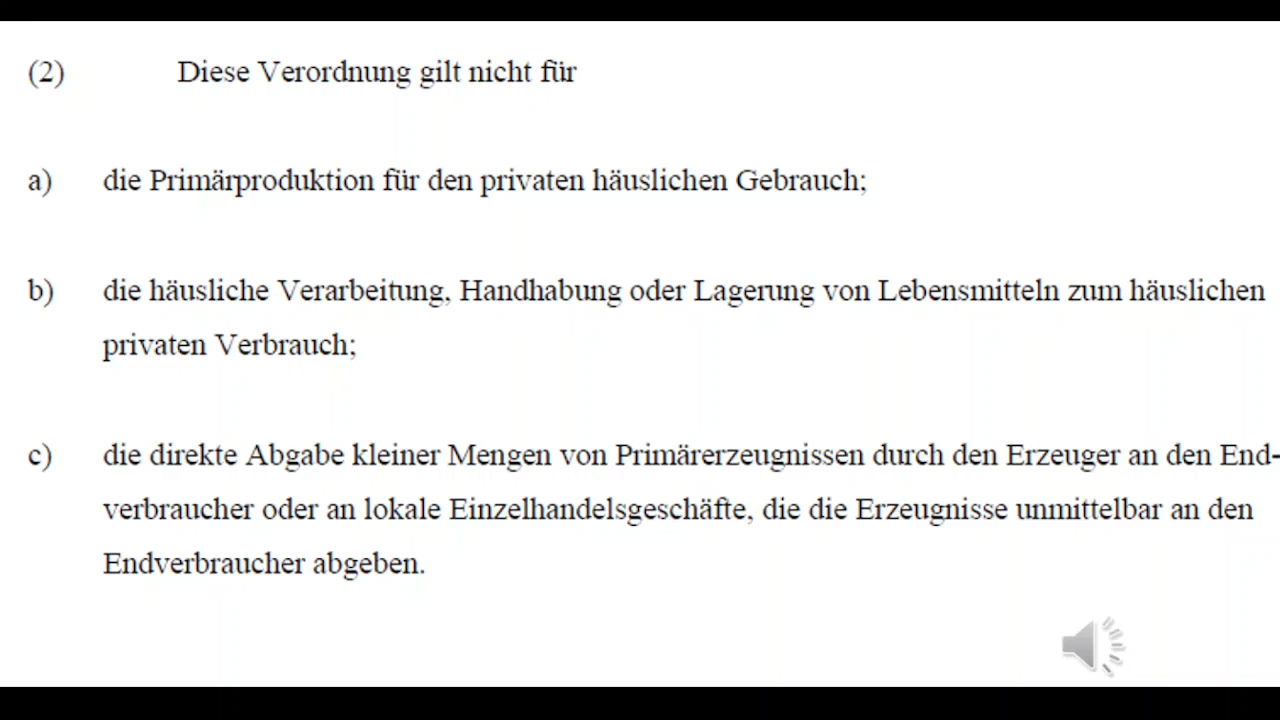 (2) Diese Verordnung gilt nicht für
a) die Primärproduktion für den privaten häuslichen Gebrauch;
b) die häusliche Verarbeitung, Handhabung oder Lagerung von Lebensmitteln zum häuslichen
privaten Verbrauch;
c) die direkte Abgabe kleiner Mengen von Primärerzeugnissen durch den Erzeuger an den End-
verbraucher oder an lokale Einzelhandelsgeschäfte, die die Erzeugnisse unmittelbar an den
Endverbraucher abgeben.